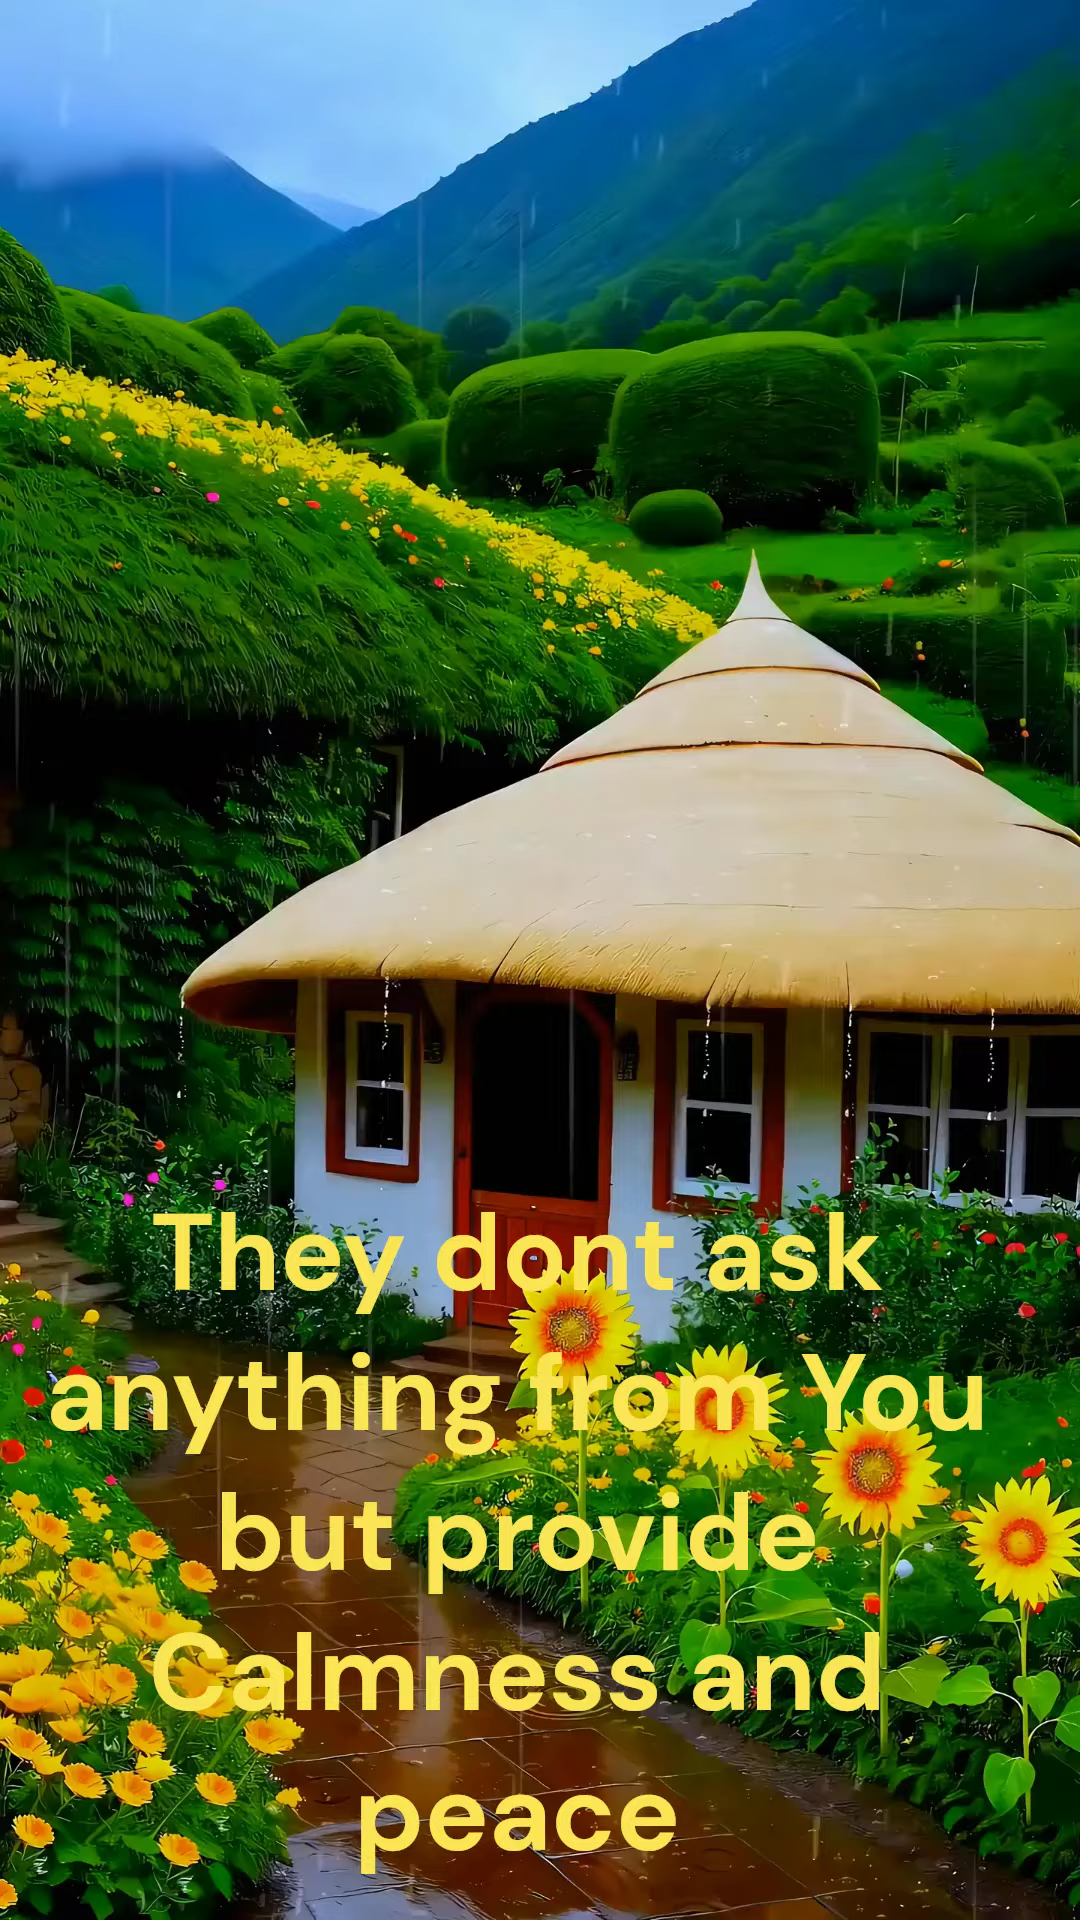 They dont ask
anything from You
but provide
Calmness and
peace